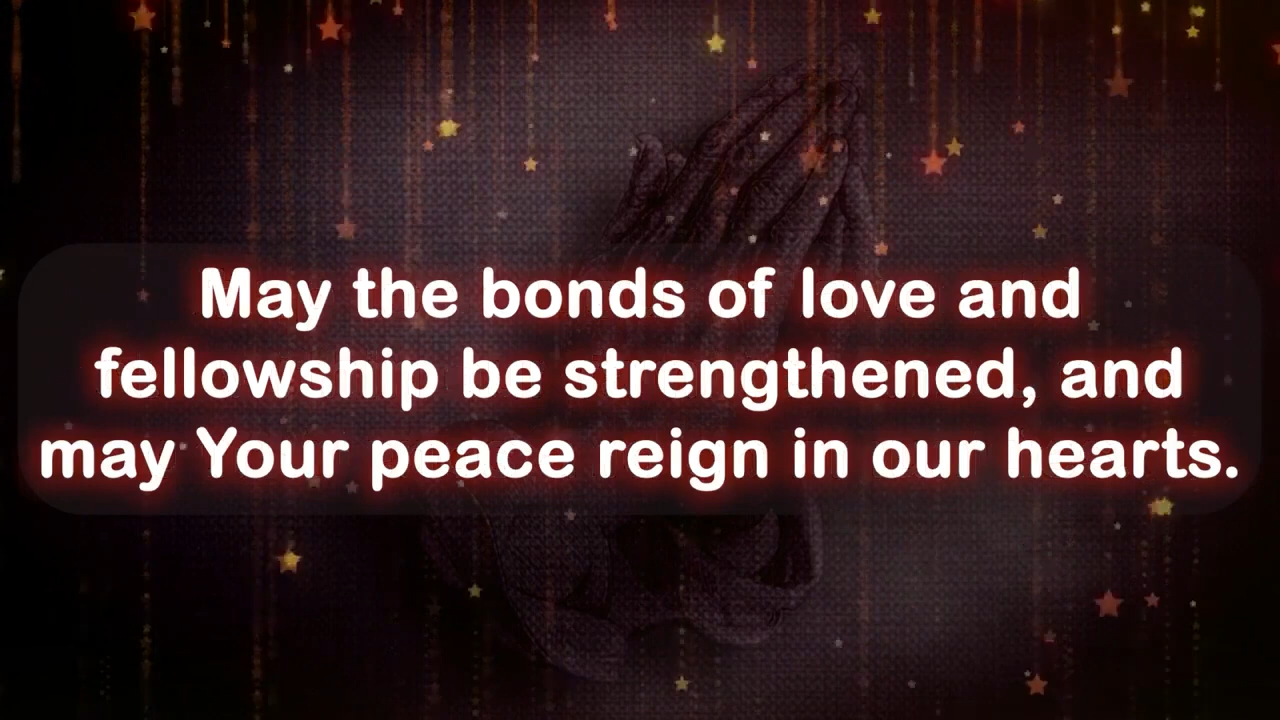 May the bonds of love and
fellowship be strengthened, and
may Your peace reign in our hearts.